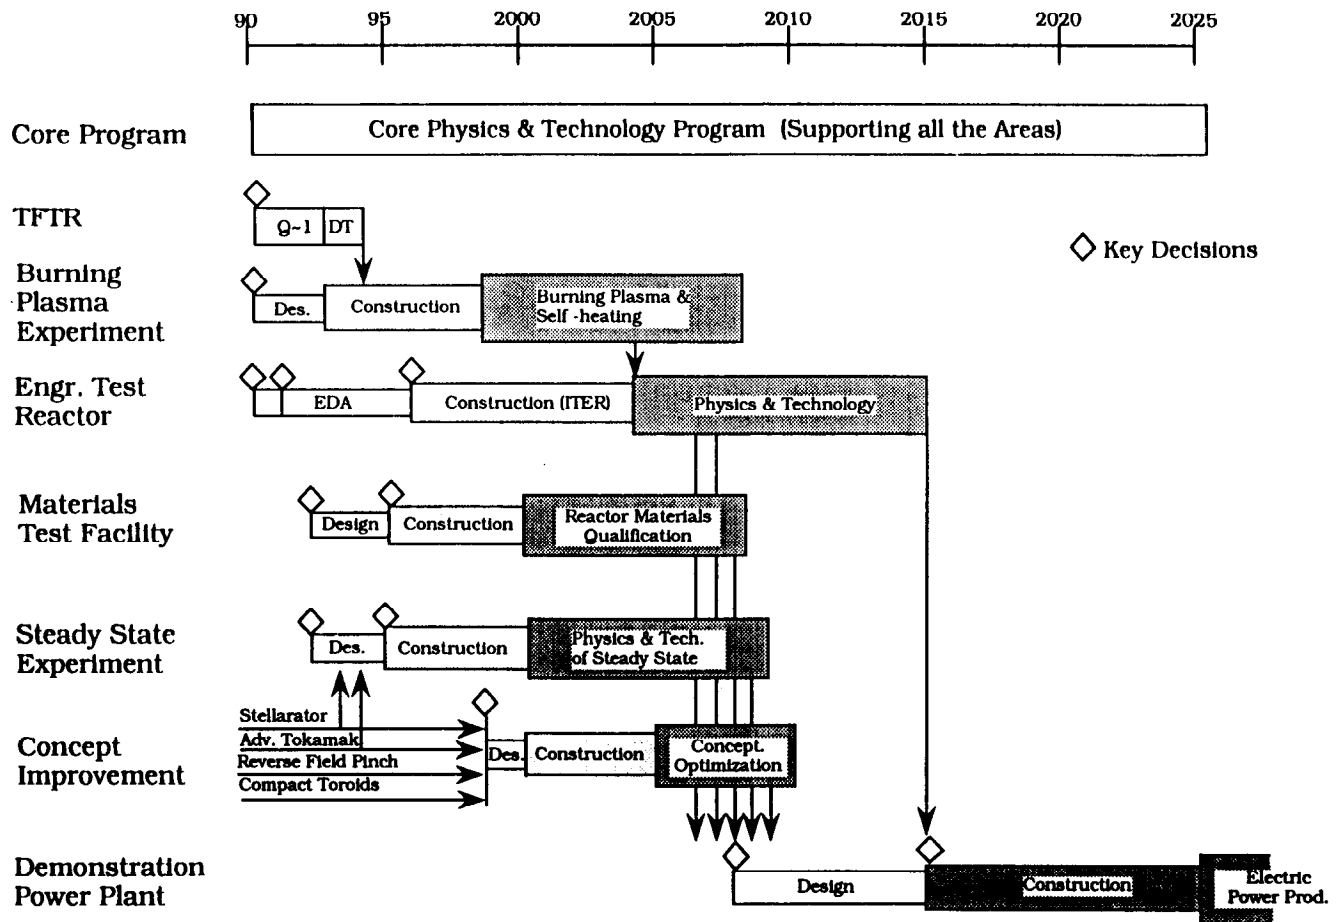 90 95 2000 2005 2010 2015 2020 2025
Core Program
Core Physics & Technology Program (Supporting all the Areas)
TFTR
Q~1
DT
Key Decisions
Burning
Plasma
Experiment
Des.
Construction
Burning Plasma &
Self -heating
Engr. Test
Reactor
EDA
Construction (ITER)
Physics & Technology
Materials
Test Facility
Design
Construction
Reactor Materials
Qualification
Steady State
Experiment
Des.
Construction
Physics & Tech.
of Steady State
Concept
Improvement
Stellarator
Adv. Tokamak
Reverse Field Pinch
Compact Toroids
Des.
Construction
Concept.
Optimization
Demonstration
Power Plant
Design
Construction
Electric
Power Prod.